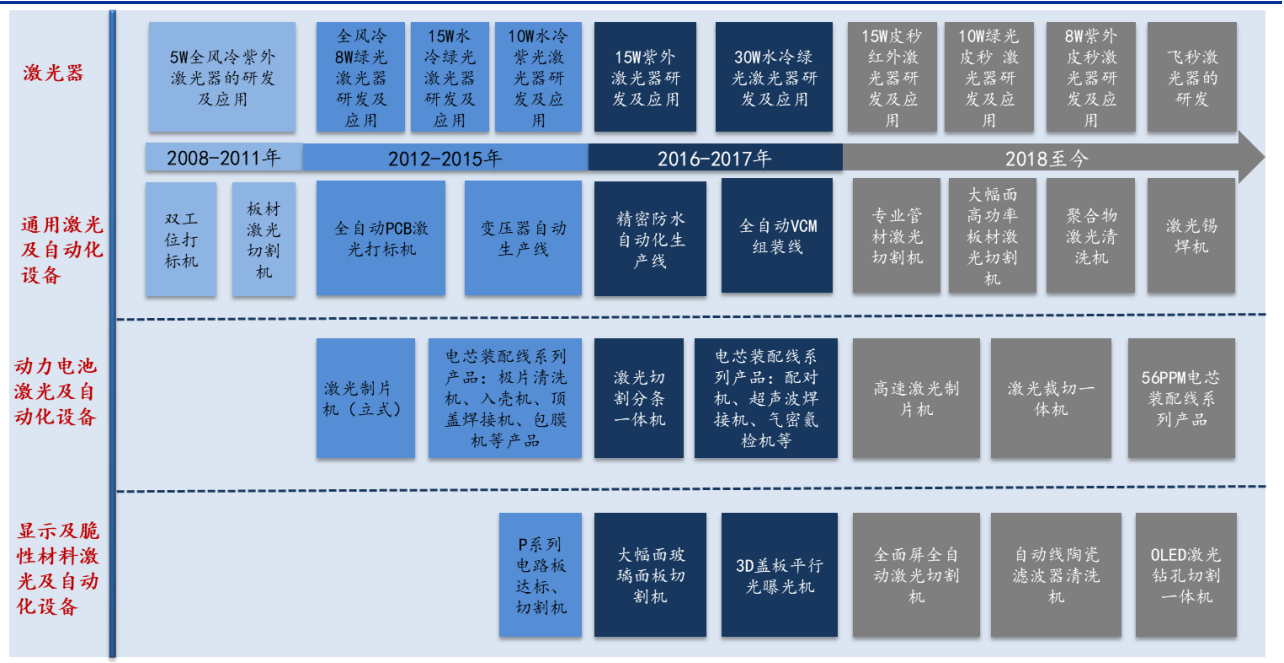 激光器
5W全风冷紫外
激光器的研发
及应用
全风冷
8W绿光
激光器
研发及
应用
15W水
冷绿光
激光器
研发及
应用
10W水冷
紫光激
光器研
发及应
用
15W紫外
激光器研
发及应用
30W水冷绿
光激光器研
发及应用
15W皮秒
红外激
光器研
发及应
用
10W绿光
皮秒 激
光器研
发及应
用
8W紫外
皮秒激
光器研
发及应
用
飞秒激
光器的
研发
2008-2011年
2012-2015年
2016-2017年
2018至今
通用激光
及自动化
设备
双工
位打
标机
板材
激光
切割
机
全自动PCB激
光打标机
变压器自动
生产线
精密防水
自动化生
产线
全自动VCM
组装线
专业管
材激光
切割机
大幅面
高功率
板材激
光切割
机
聚合物
激光清
洗机
激光锡
焊机
动力电池
激光及自
动化设备
激光制片
机（立式）
电芯装配线系列
产品：极片清洗
机、入壳机、顶
盖焊接机、包膜
机等产品
激光切
割分条
一体机
电芯装配线系
列产品：配对
机、超声波焊
接机、气密氦
检机等
高速激光制
片机
激光裁切一
体机
56PPM电芯
装配线系
列产品
显示及脆
性材料激
光及自动
化设备
P系列
电路板
达标、
切割机
大幅面玻
璃面板切
割机
3D盖板平行
光曝光机
全面屏全自
动激光切割
机
自动线陶瓷
滤波器清洗
机
OLED激光
钻孔切割
一体机